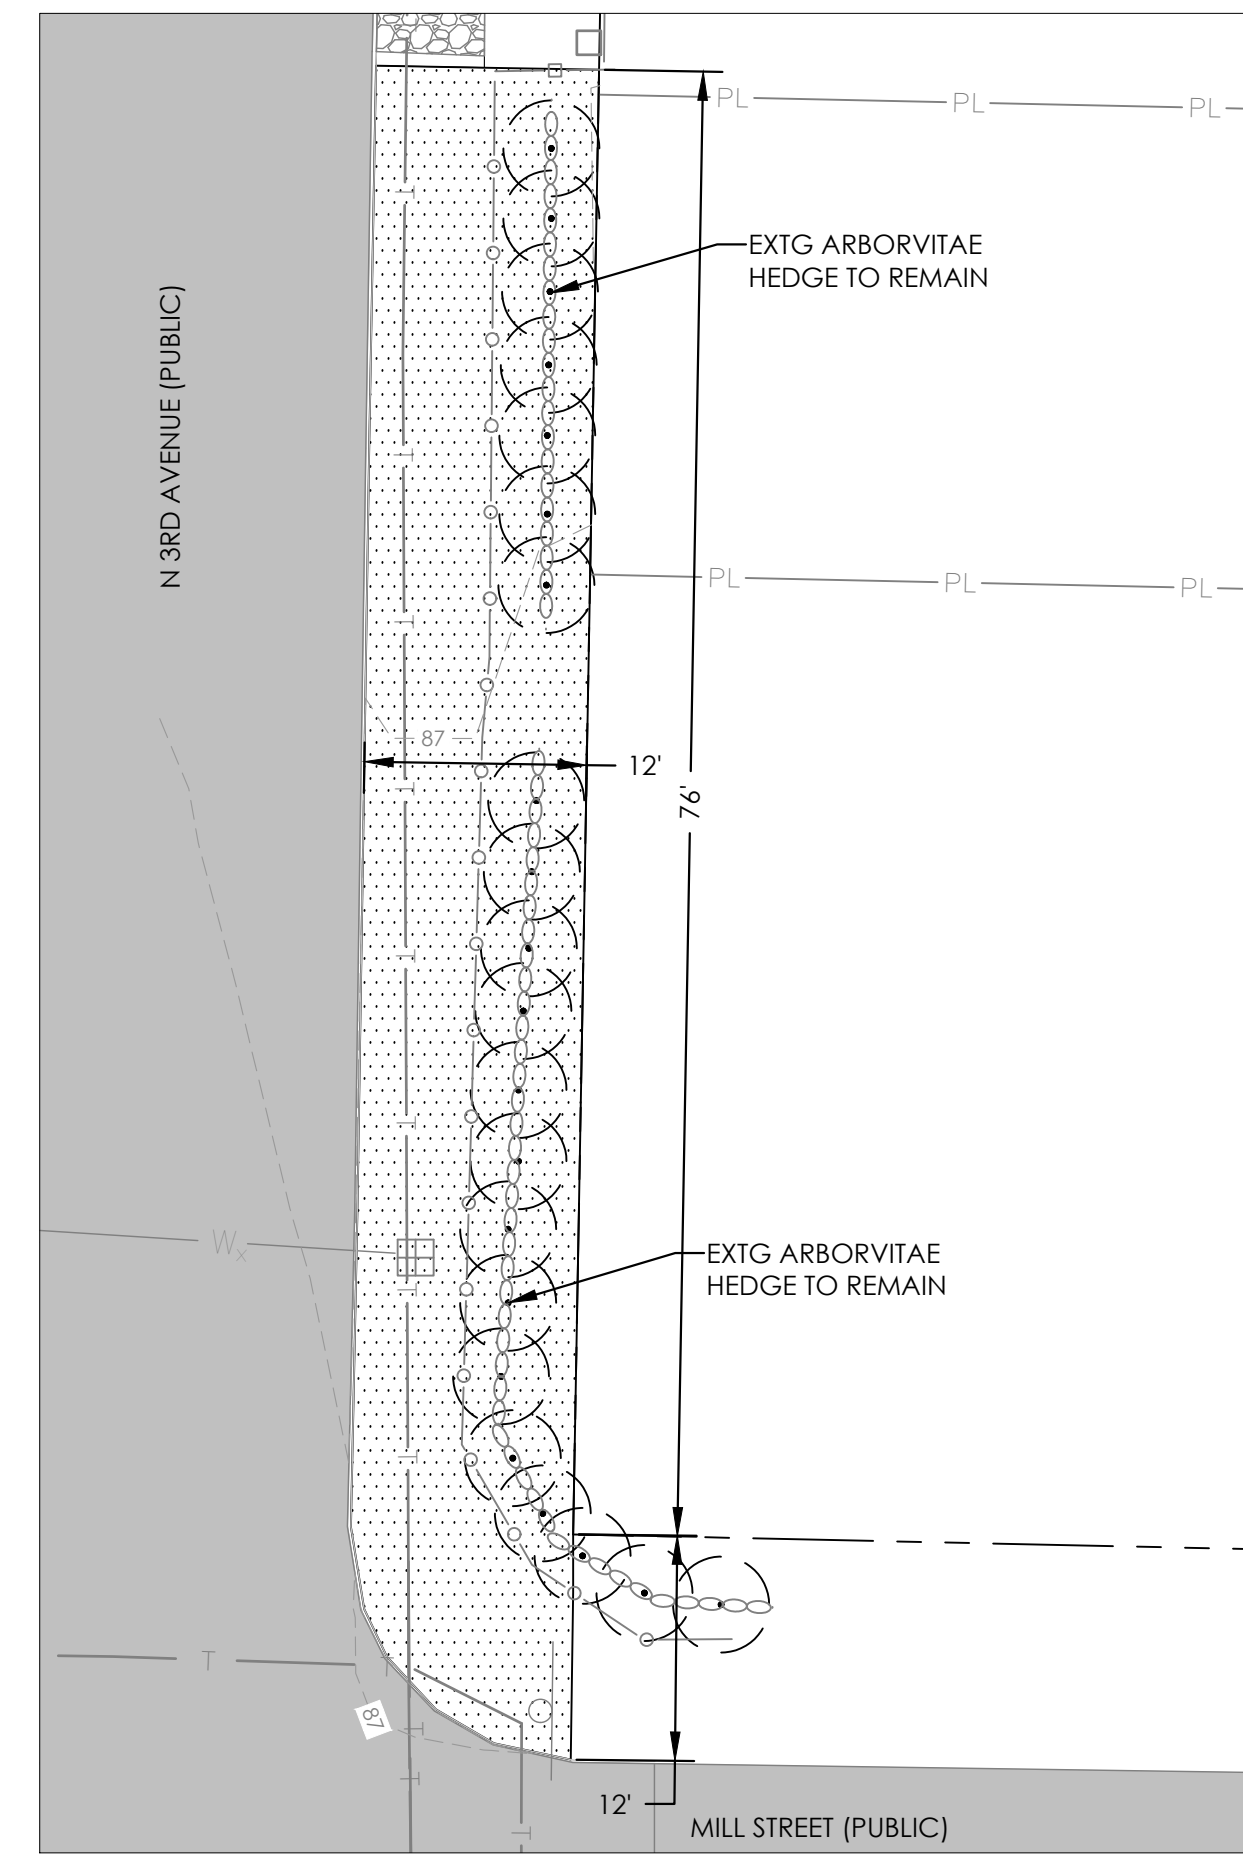 PL PL PL
EXTG ARBORVITAE
HEDGE TO REMAIN
N 3RD AVENUE (PUBLIC)
T
T
T
PL PL PL
87
12'
76'
T
T
T
Wx
EXTG ARBORVITAE
HEDGE TO REMAIN
T
T
T
T
87
T
T
12'
T
MILL STREET (PUBLIC)